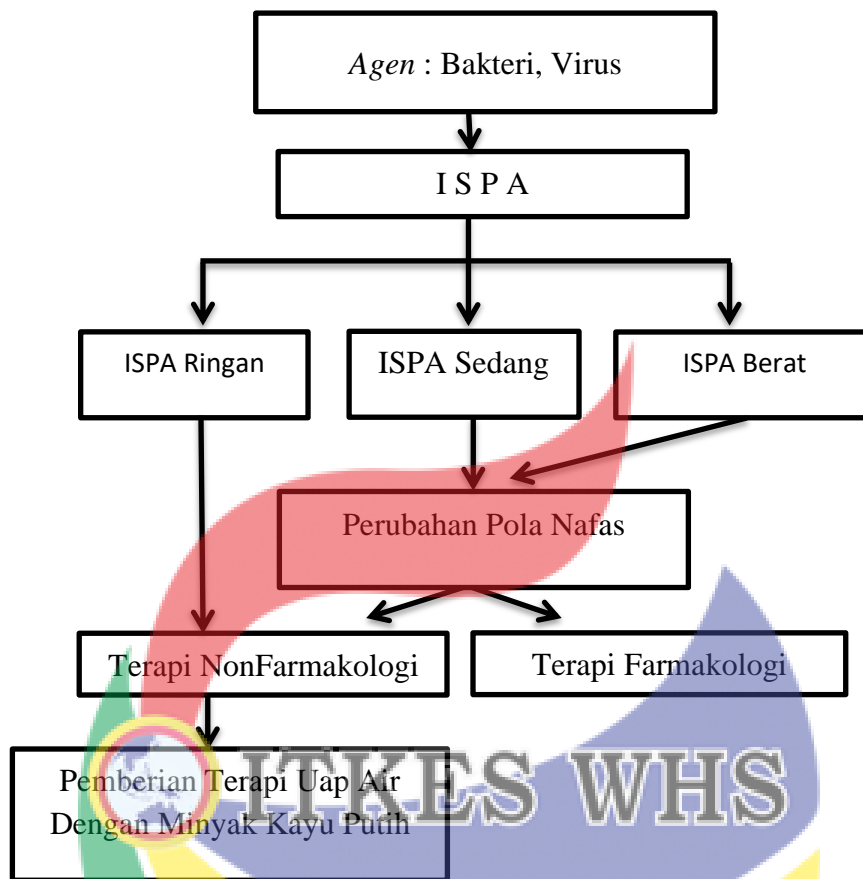 Agen : Bakteri, Virus
I S P A
ISPA Ringan
ISPA Sedang
ISPA Berat
Perubahan Pola Nafas
Terapi NonFarmakologi
Terapi Farmakologi
Pemberian Terapi Uap Air
Dengan Minyak Kayu Putih
ITKES WHS